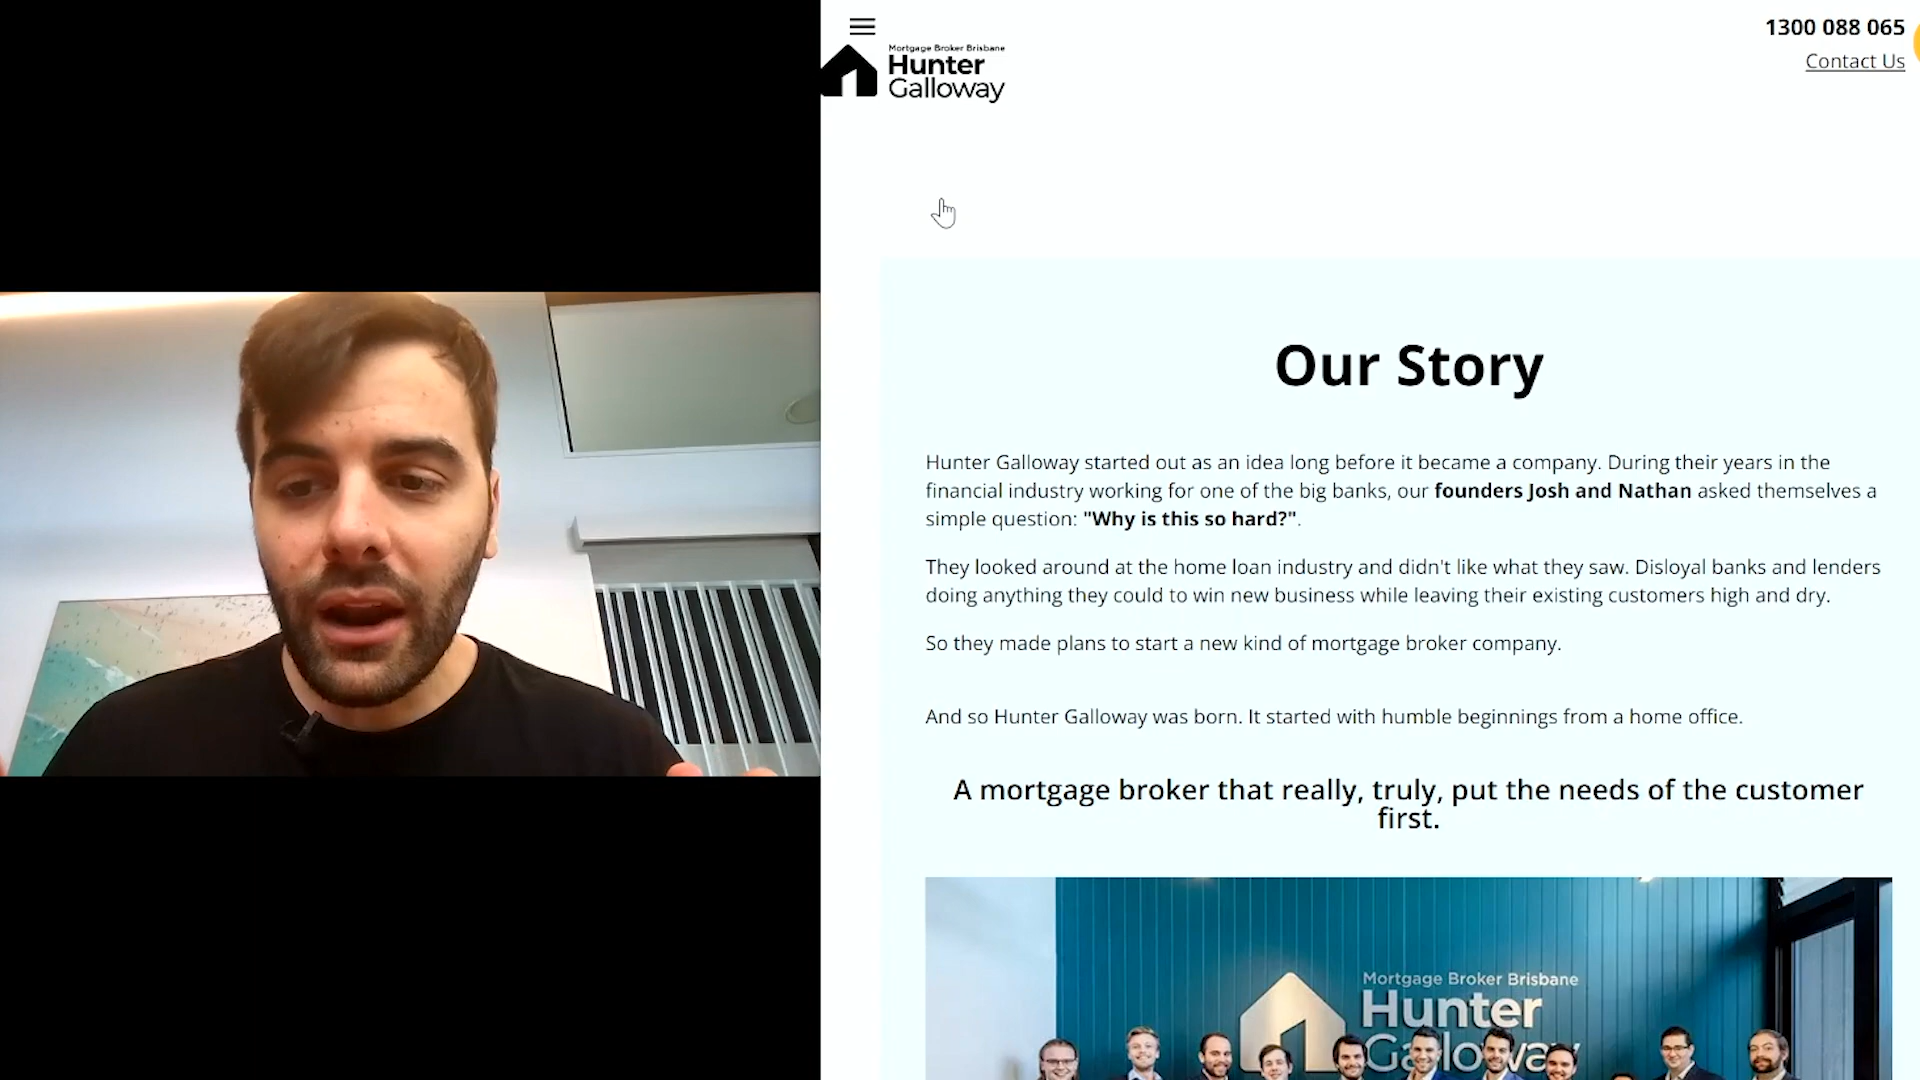 Mortgage Broker Brisbane
Hunter
Galloway
1300 088 065
Contact Us
Our Story
Hunter Galloway started out as an idea long before it became a company. During their years in the
financial industry working for one of the big banks, our founders Josh and Nathan asked themselves a
simple question: "Why is this so hard?".
They looked around at the home loan industry and didn't like what they saw. Disloyal banks and lenders
doing anything they could to win new business while leaving their existing customers high and dry.
So they made plans to start a new kind of mortgage broker company.
And so Hunter Galloway was born. It started with humble beginnings from a home office.
A mortgage broker that really, truly, put the needs of the customer
first.
Mortgage Broker Brisbane
Hunter
Galloway